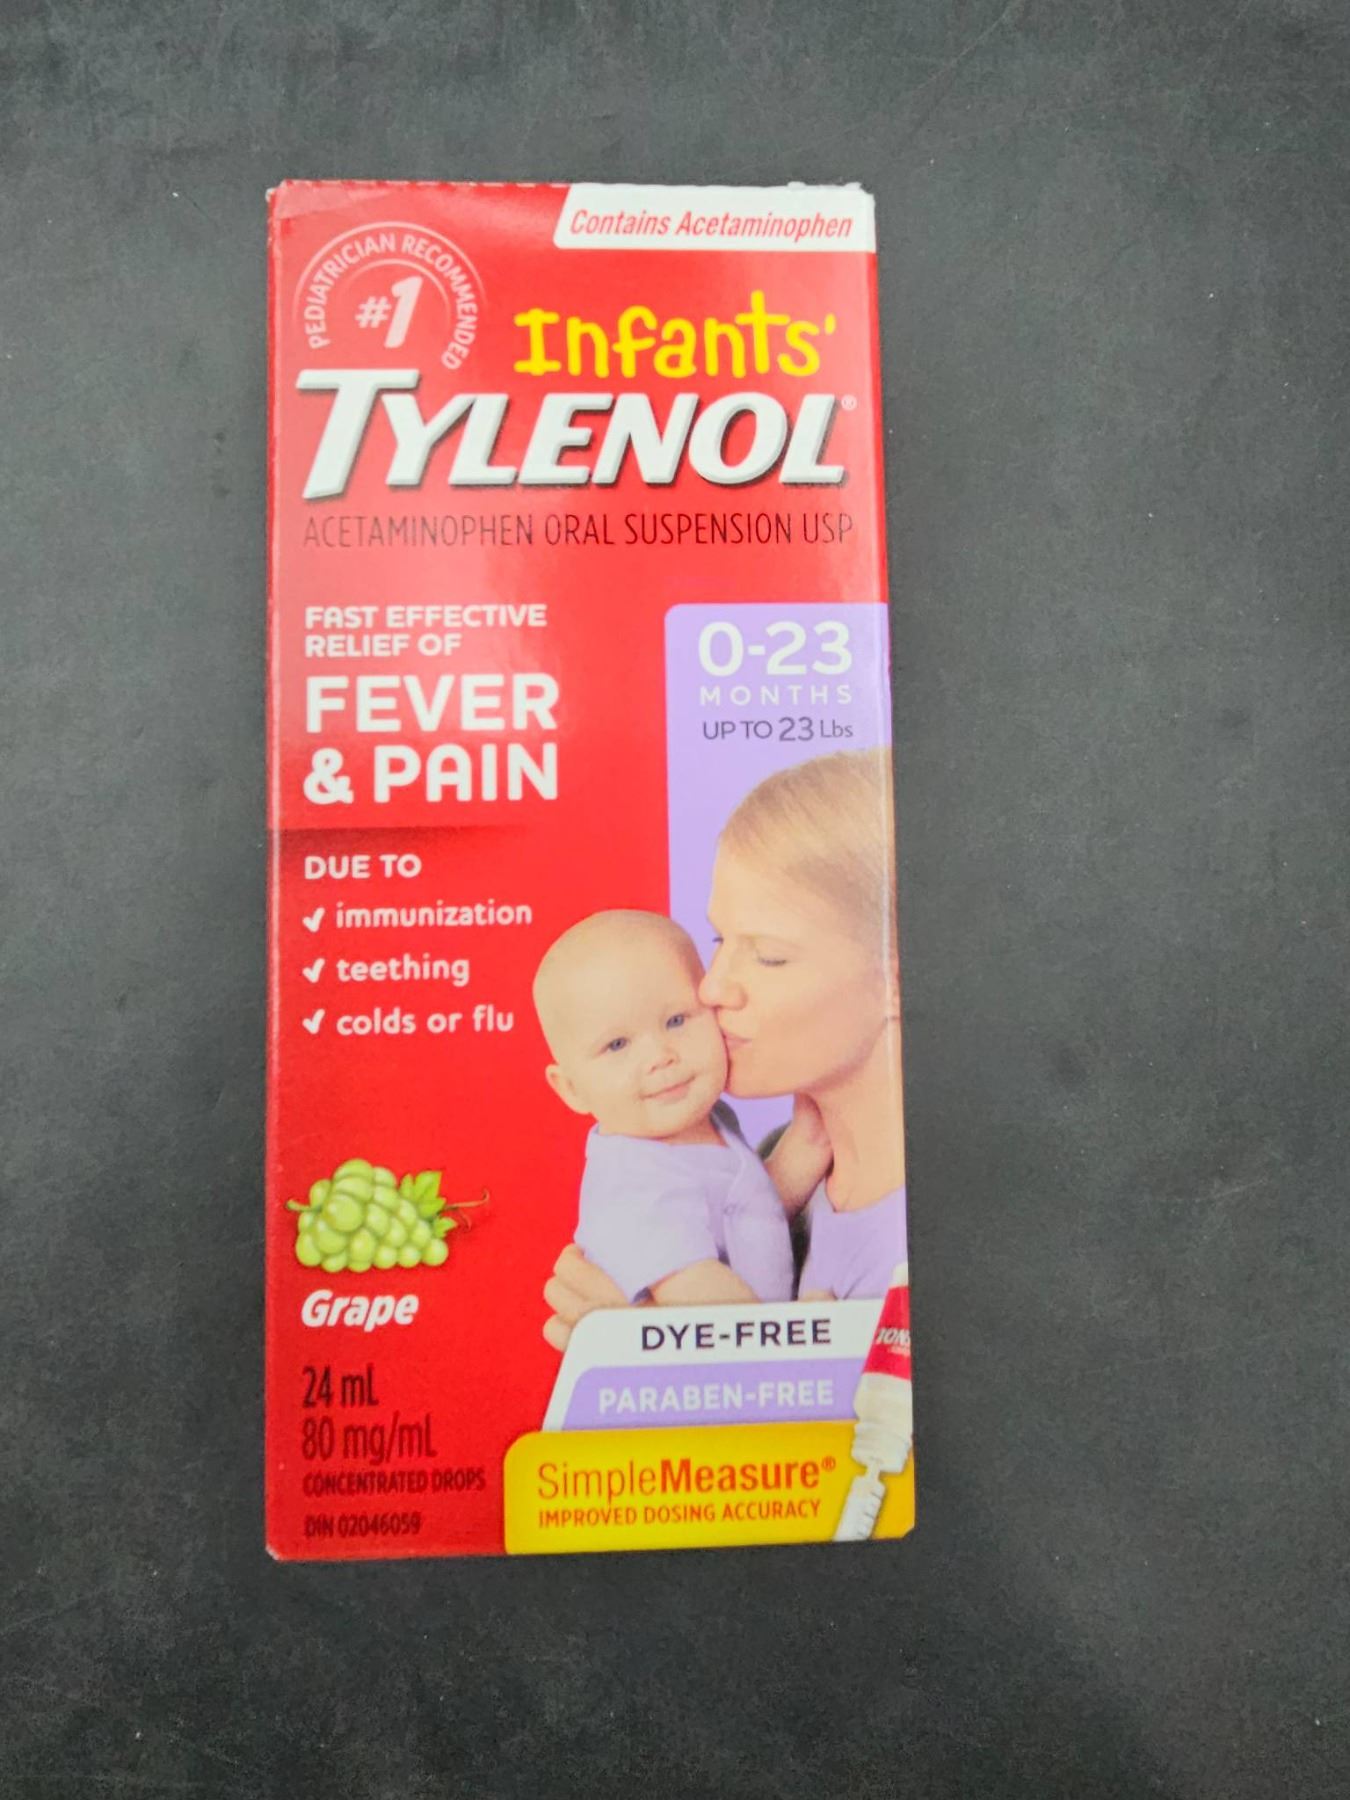 Contains Acetaminophen
PEDIATRICIAN RECOMMENDED
#1
Infants'
TYLENOL®
ACETAMINOPHEN ORAL SUSPENSION USP
FAST EFFECTIVE
RELIEF OF
FEVER
& PAIN
0-23
MONTHS
UP TO 23 Lbs
DUE TO
✓ immunization
✓ teething
✓ colds or flu
Grape
24 mL
80 mg/mL
CONCENTRATED DROPS
DIN 02046059
DYE-FREE
PARABEN-FREE
SimpleMeasure®
IMPROVED DOSING ACCURACY